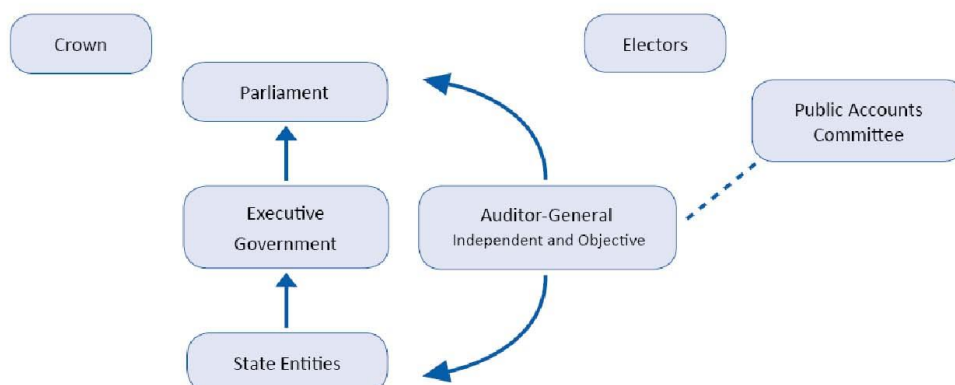 Crown
Electors
Parliament
Public Accounts
Committee
Executive
Government
Auditor-General
Independent and Objective
State Entities